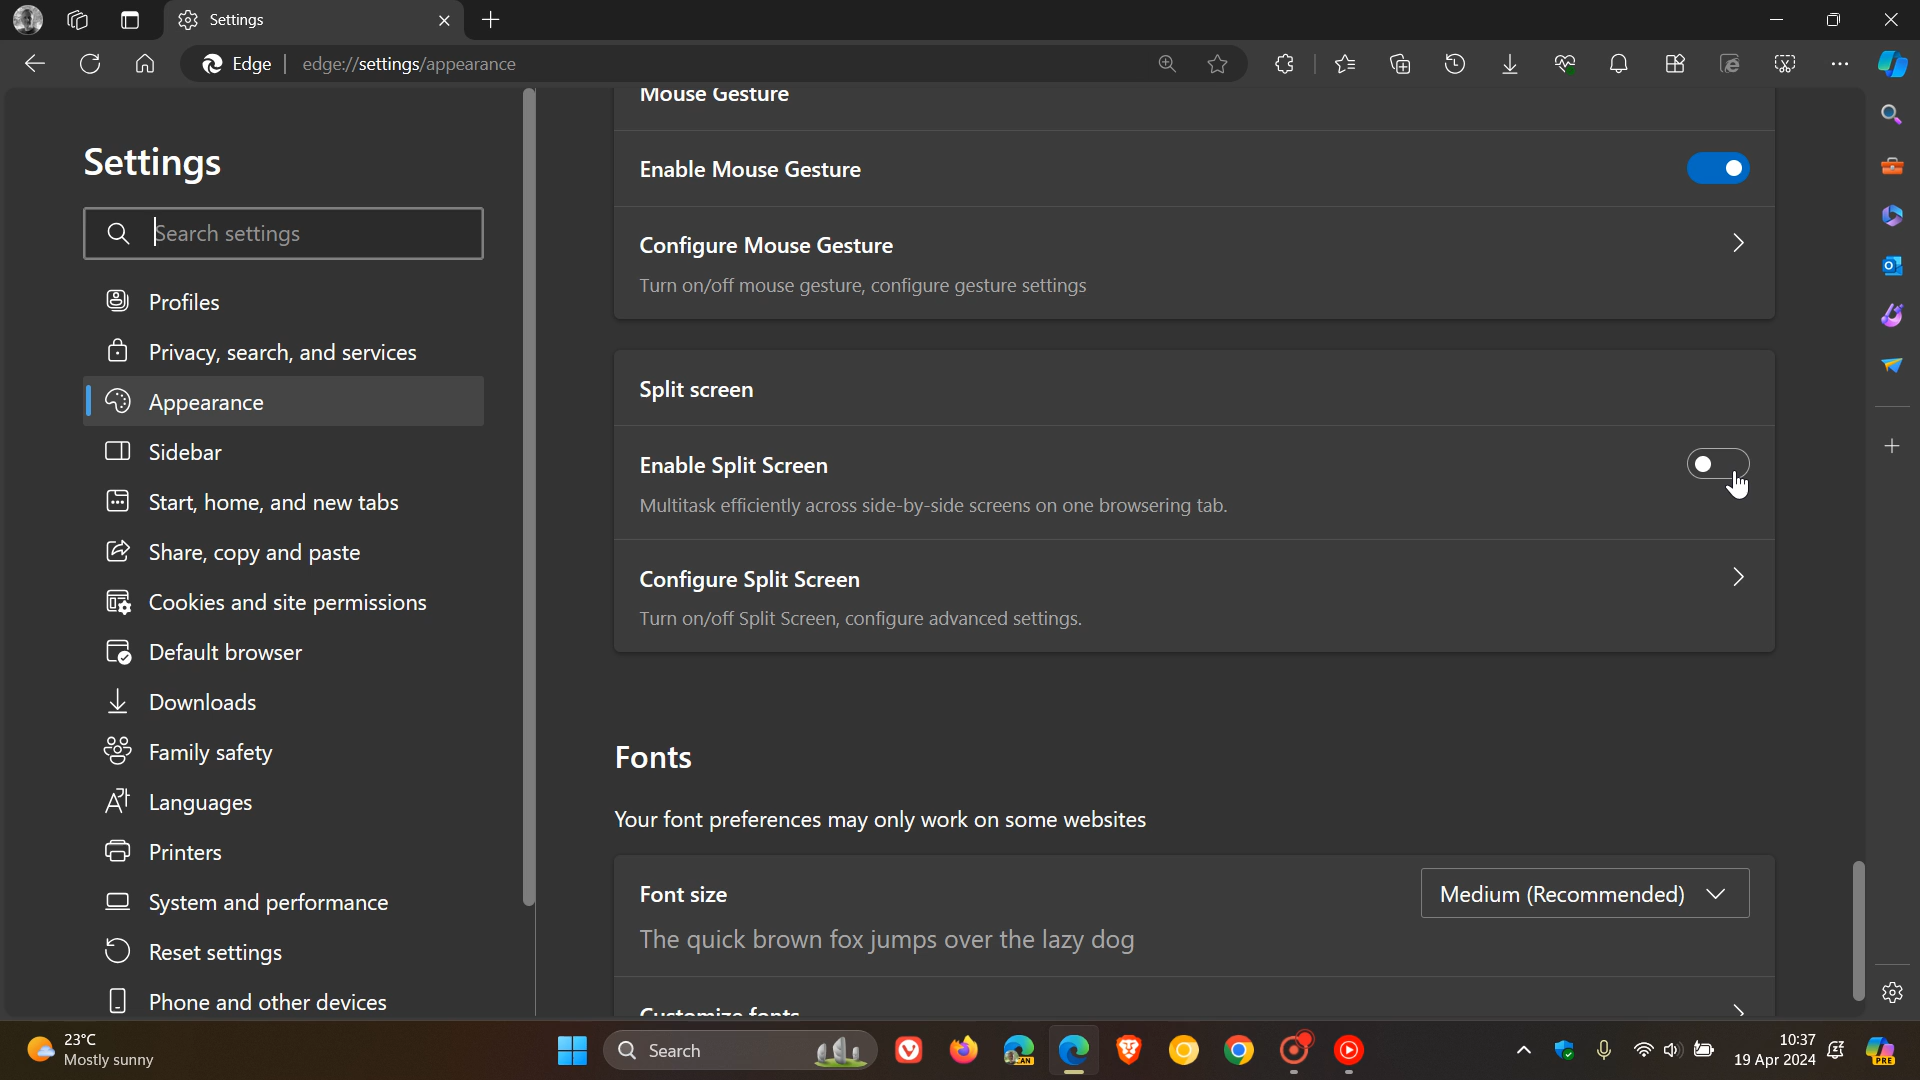 Settings
Edge
edge://settings/appearance
Settings
Search settings
Profiles
Privacy, search, and services
Appearance
Sidebar
Start, home, and new tabs
Share, copy and paste
Cookies and site permissions
Default browser
Downloads
Family safety
Languages
Printers
System and performance
Reset settings
Phone and other devices
Mouse Gesture
Enable Mouse Gesture
Configure Mouse Gesture
Turn on/off mouse gesture, configure gesture settings
Split screen
Enable Split Screen
Multitask efficiently across side-by-side screens on one browsering tab.
Configure Split Screen
Turn on/off Split Screen, configure advanced settings.
Fonts
Your font preferences may only work on some websites
Font size
Medium (Recommended)
The quick brown fox jumps over the lazy dog
Customize fonts
23°C
Mostly sunny
Search
CAN
10:37
19 Apr 2024
PRE